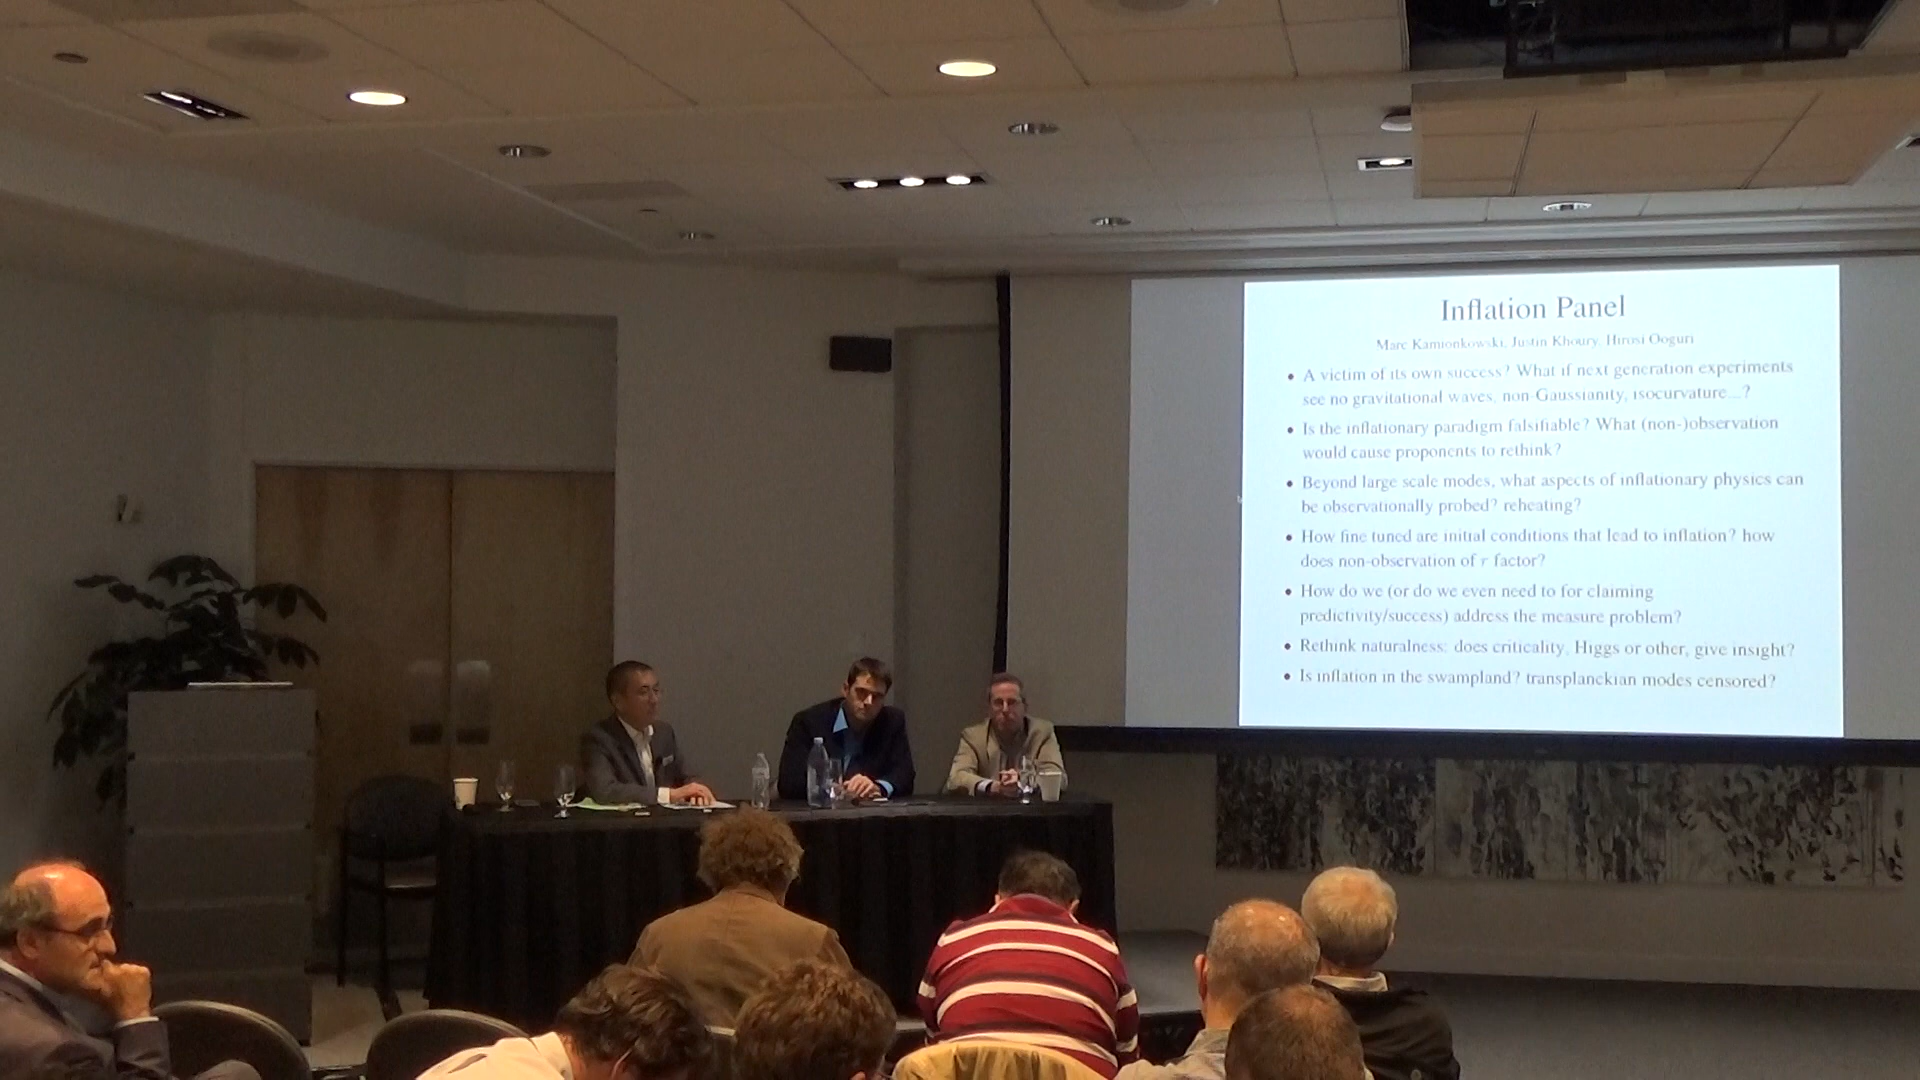 Inflation Panel
Marc Kamionkowski, Justin Khoury, Hirosi Ooguri
• A victim of its own success? What if next generation experiments
see no gravitational waves, non-Gaussianity, isocurvature...?
• Is the inflationary paradigm falsifiable? What (non-)observation
would cause proponents to rethink?
• Beyond large scale modes, what aspects of inflationary physics can
be observationally probed? reheating?
• How fine tuned are initial conditions that lead to inflation? how
does non-observation of r factor?
• How do we (or do we even need to for claiming
predictivity/success) address the measure problem?
• Rethink naturalness: does criticality, Higgs or other, give insight?
• Is inflation in the swampland? transplanckian modes censored?